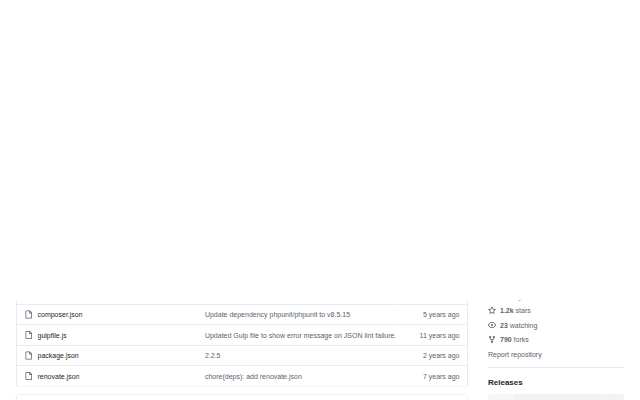 composer.json Update dependency phpunit/phpunit to v8.5.15 5 years ago
gulpfile.js Updated Gulp file to show error message on JSON lint failure. 11 years ago
package.json 2.2.5 2 years ago
renovate.json chore(deps): add renovate.json 7 years ago
1.2k stars
23 watching
790 forks
Report repository
Releases